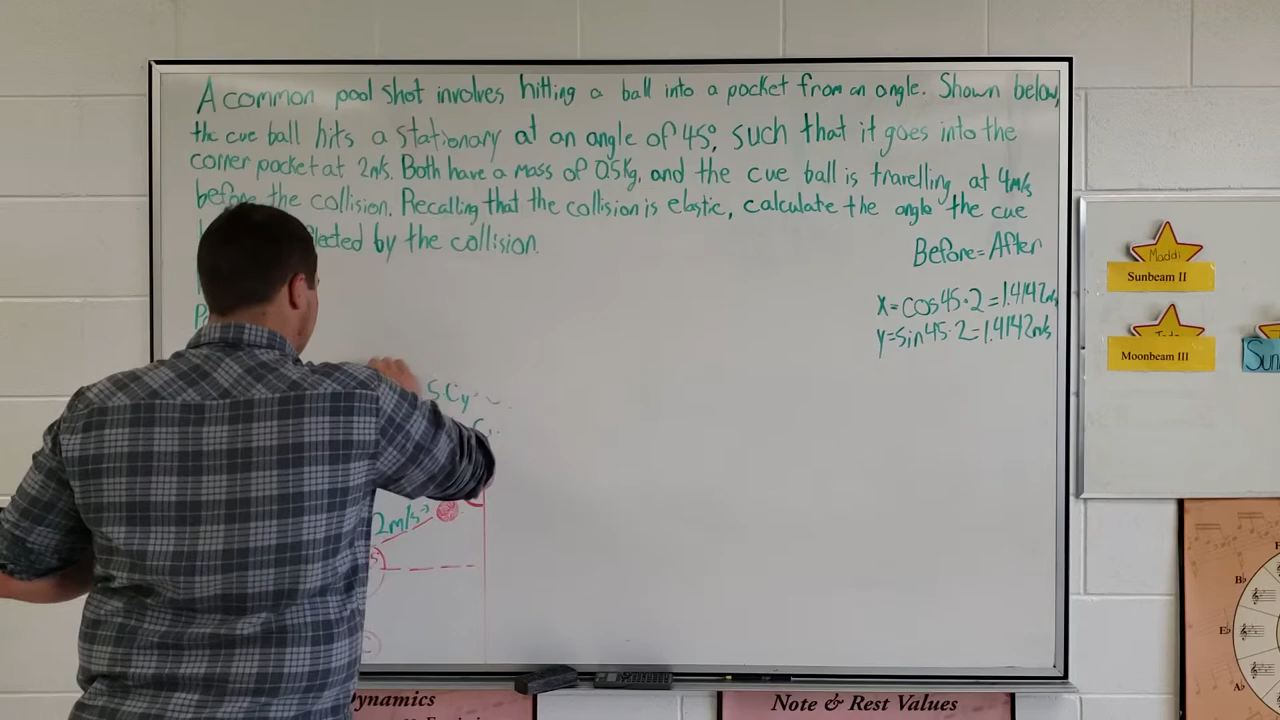 A common pool shot involves hitting a ball into a pocket from an angle. Shown below,
the cue ball hits a stationary at an angle of 45°, such that it goes into the
corner pocket at 2m/s. Both have a mass of 0.5Kg, and the cue ball is travelling at 4m/s
before the collision. Recalling that the collision is elastic, calculate the angle the cue
by the collision.
Before = After
x=cos45·2=1.4142m
y=sin45·2=1.4142m/s
2m/s
Maddi
Sunbeam II
Moonbeam III
Sun
ynamics
Note & Rest Values
B♭
E♭
A♭